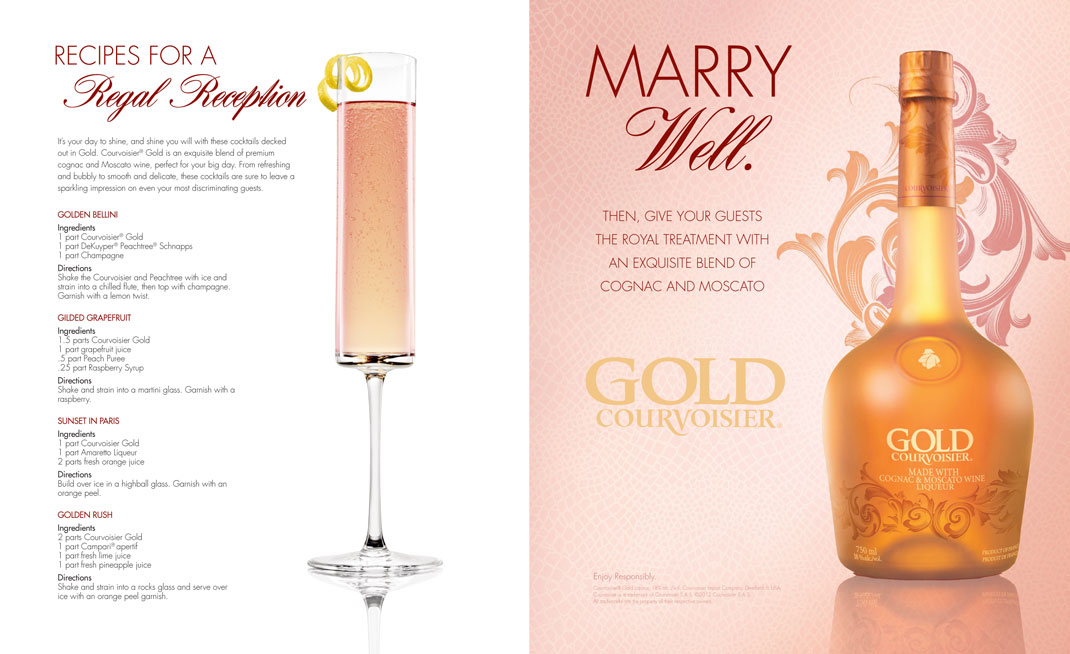 RECIPES FOR A
Regal Reception
It's your day to shine, and shine you will with these cocktails decked
out in Gold. Courvoisier® Gold is an exquisite blend of premium
cognac and Moscato wine, perfect for your big day. From refreshing
and bubbly to smooth and delicate, these cocktails are sure to leave a
sparkling impression on even your most discriminating guests.
GOLDEN BELLINI
Ingredients
1 part Courvoisier® Gold
1 part DeKuyper® Peachtree® Schnapps
1 part Champagne
Directions
Shake the Courvoisier and Peachtree with ice and
strain into a chilled flute, then top with champagne.
Garnish with a lemon twist.
GILDED GRAPEFRUIT
Ingredients
1.5 parts Courvoisier Gold
1 part grapefruit juice
.5 part Peach Puree
.25 part Raspberry Syrup
Directions
Shake and strain into a martini glass. Garnish with a
raspberry.
SUNSET IN PARIS
Ingredients
1 part Courvoisier Gold
1 part Amaretto Liqueur
2 parts fresh orange juice
Directions
Build over ice in a highball glass. Garnish with an
orange peel.
GOLDEN RUSH
Ingredients
2 parts Courvoisier Gold
1 part Campari® apertif
1 part fresh lime juice
1 part fresh pineapple juice
Directions
Shake and strain into a rocks glass and serve over
ice with an orange peel garnish.
MARRY
Well.
THEN, GIVE YOUR GUESTS
THE ROYAL TREATMENT WITH
AN EXQUISITE BLEND OF
COGNAC AND MOSCATO
GOLD
COURVOISIER®
Enjoy Responsibly.
COURVOISIER
GOLD
COURVOISIER®
MADE WITH
COGNAC & MOSCATO WINE
LIQUEUR
750 ml
PRODUCT OF